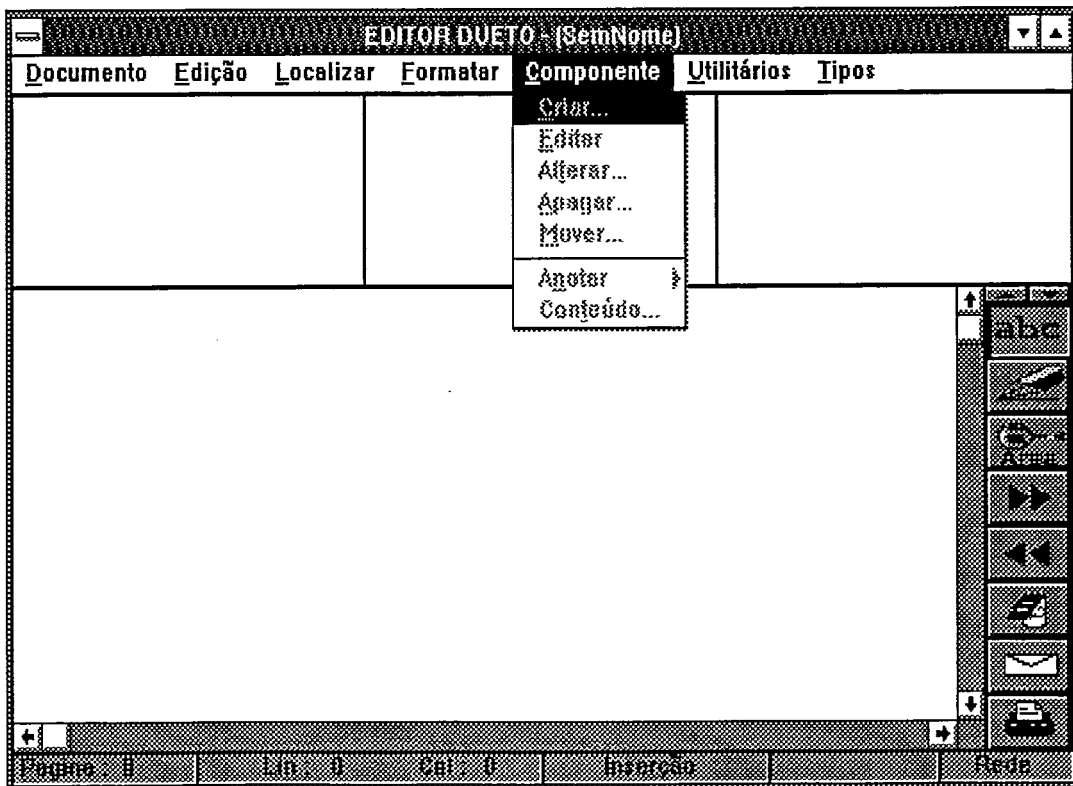 EDITOR DUETO - (SemNome)
Documento Edição Localizar Formatar Componente Utilitários Tipos
Criar...
Editar
Alterar...
Apagar...
Mover...
Anotar
Conteúdo...
abc
Página : 0 Lin : 0 Col : 0 Inserção Rede